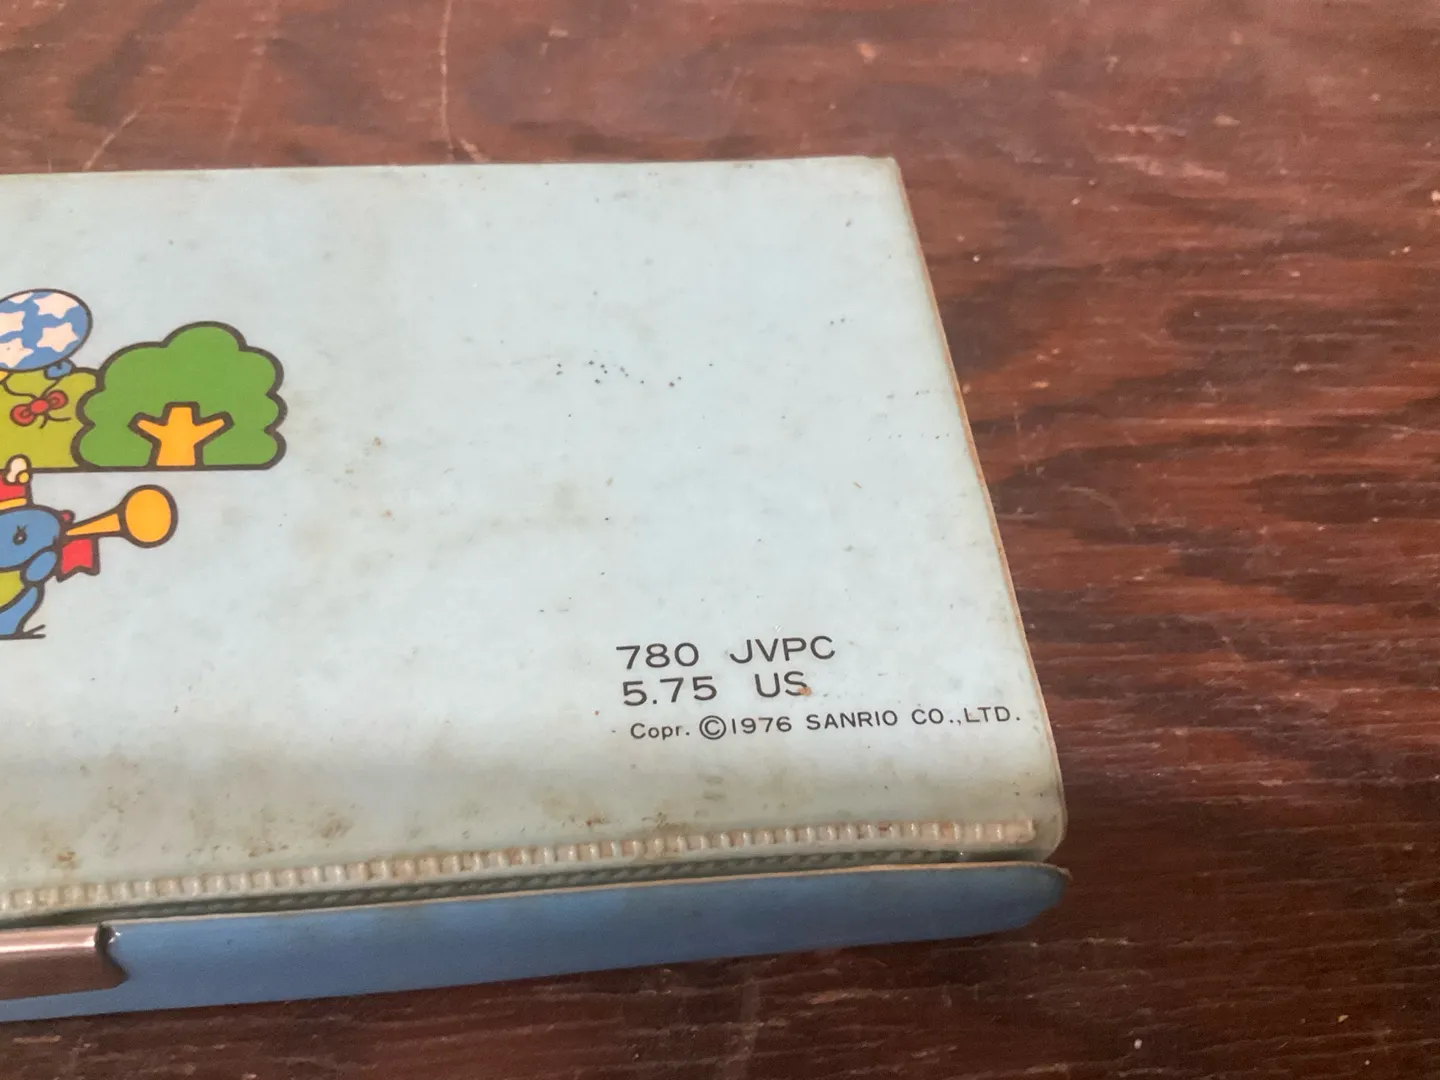 780 JVPC
5.75 US
Copr. ©1976 SANRIO CO.,LTD.